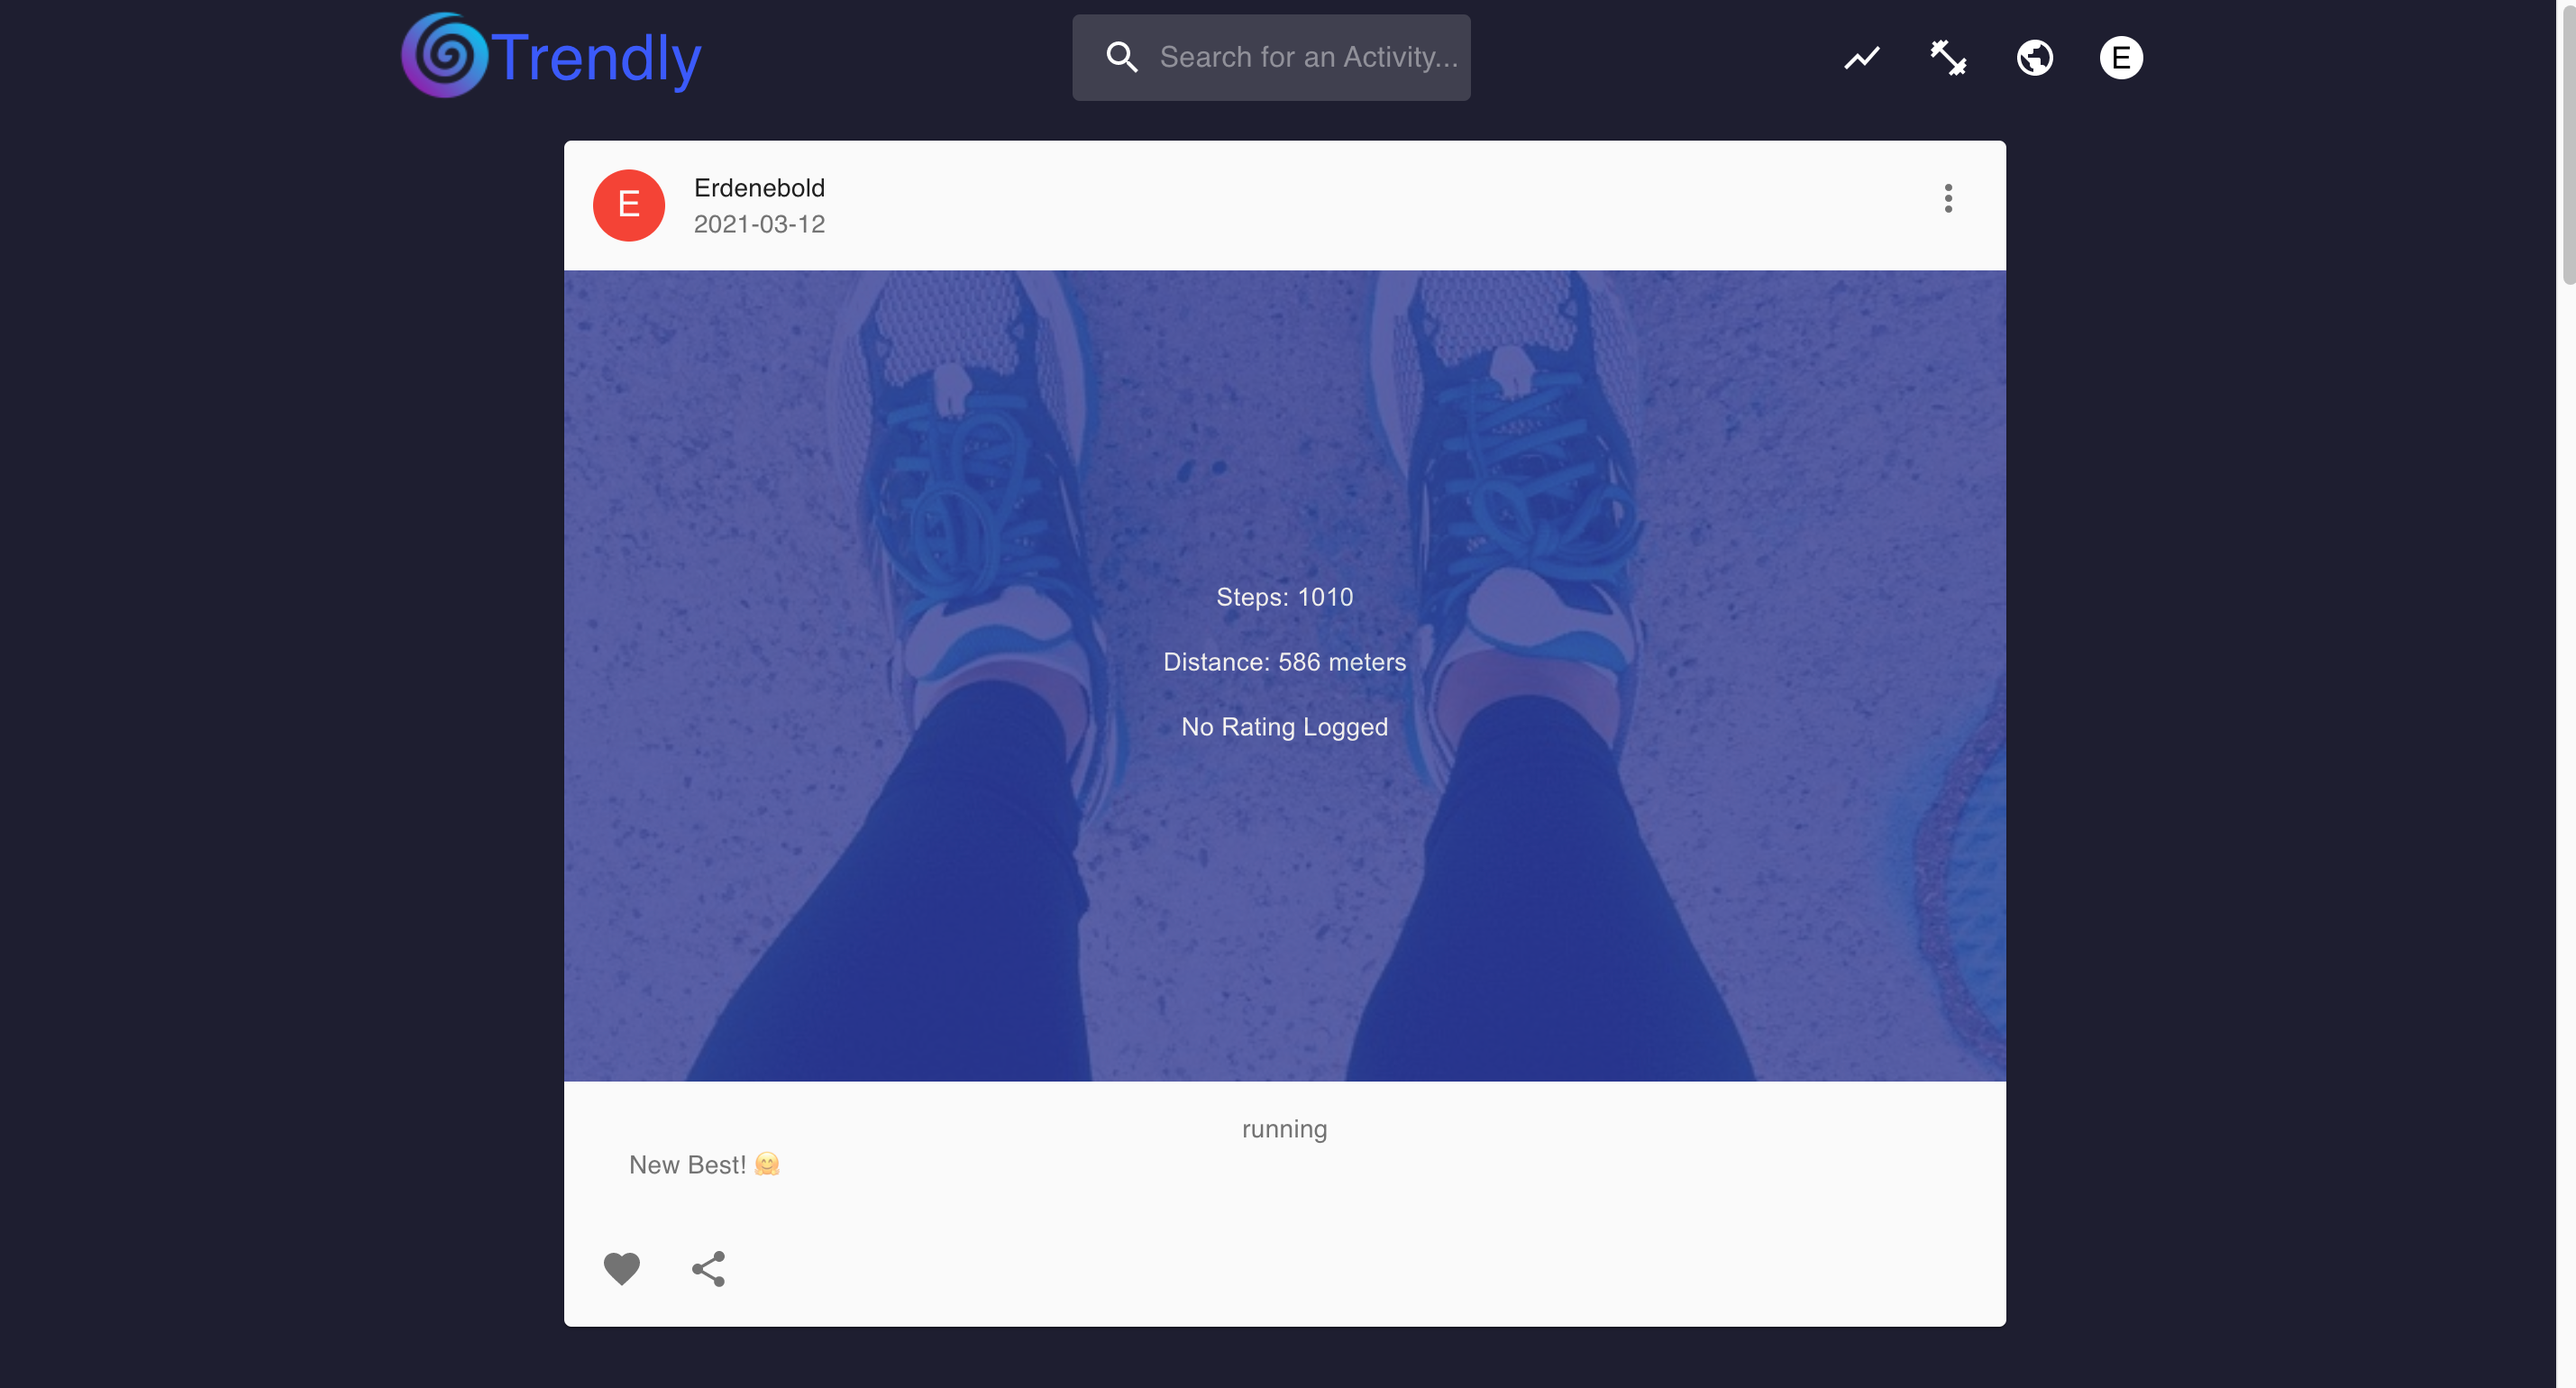 Trendly
Search for an Activity...
E
E
Erdenebold
2021-03-12
Steps: 1010
Distance: 586 meters
No Rating Logged
running
New Best! 🤗